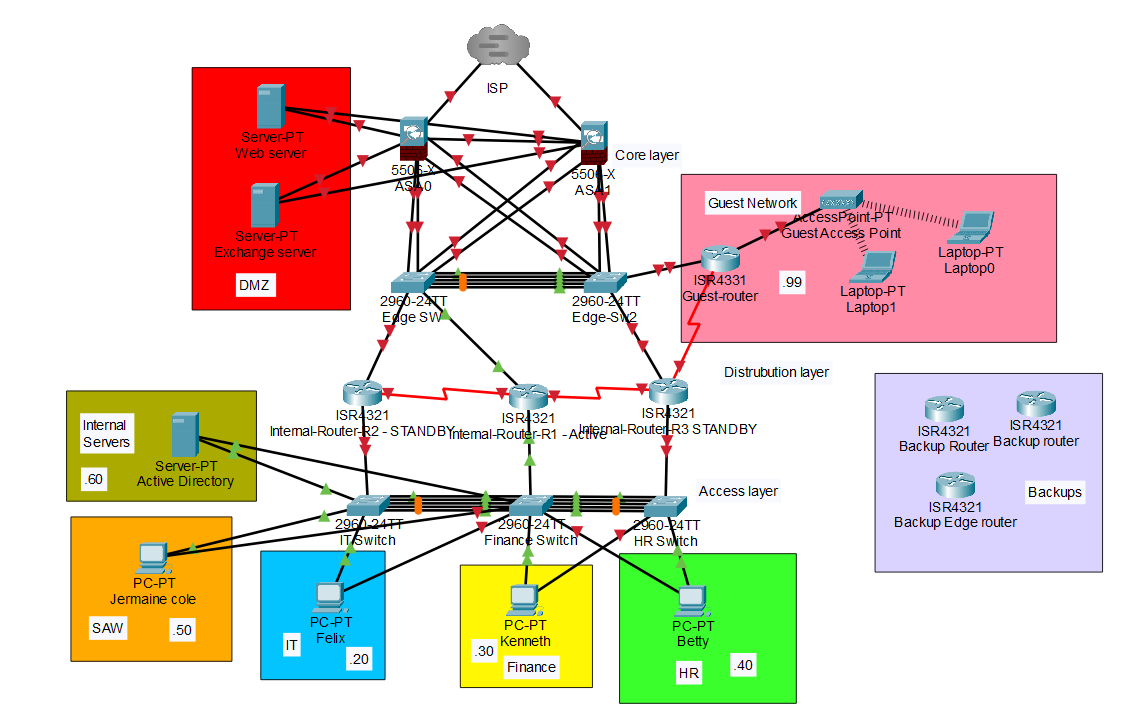 ISP
Server-PT
Web server
5506-X
ASA0
5506-X
ASA1
Core layer
Server-PT
Exchange server
DMZ
Guest Network
AccessPoint-PT
Guest Access Point
Laptop-PT
Laptop0
Laptop-PT
Laptop1
ISR4331
Guest-router
.99
2960-24TT
Edge SW
2960-24TT
Edge-Sw2
Distrubution layer
ISR4321
Internal-Router-R2 - STANDBY
ISR4321
Internal-Router-R1 - Active
ISR4321
Internal-Router-R3 STANDBY
Internal
Servers
Server-PT
Active Directory
.60
ISR4321
Backup Router
ISR4321
Backup router
ISR4321
Backup Edge router
Backups
Access layer
2960-24TT
IT Switch
2960-24TT
Finance Switch
2960-24TT
HR Switch
PC-PT
Jermaine cole
SAW
.50
PC-PT
Felix
IT
.20
PC-PT
Kenneth
.30
Finance
PC-PT
Betty
HR
.40